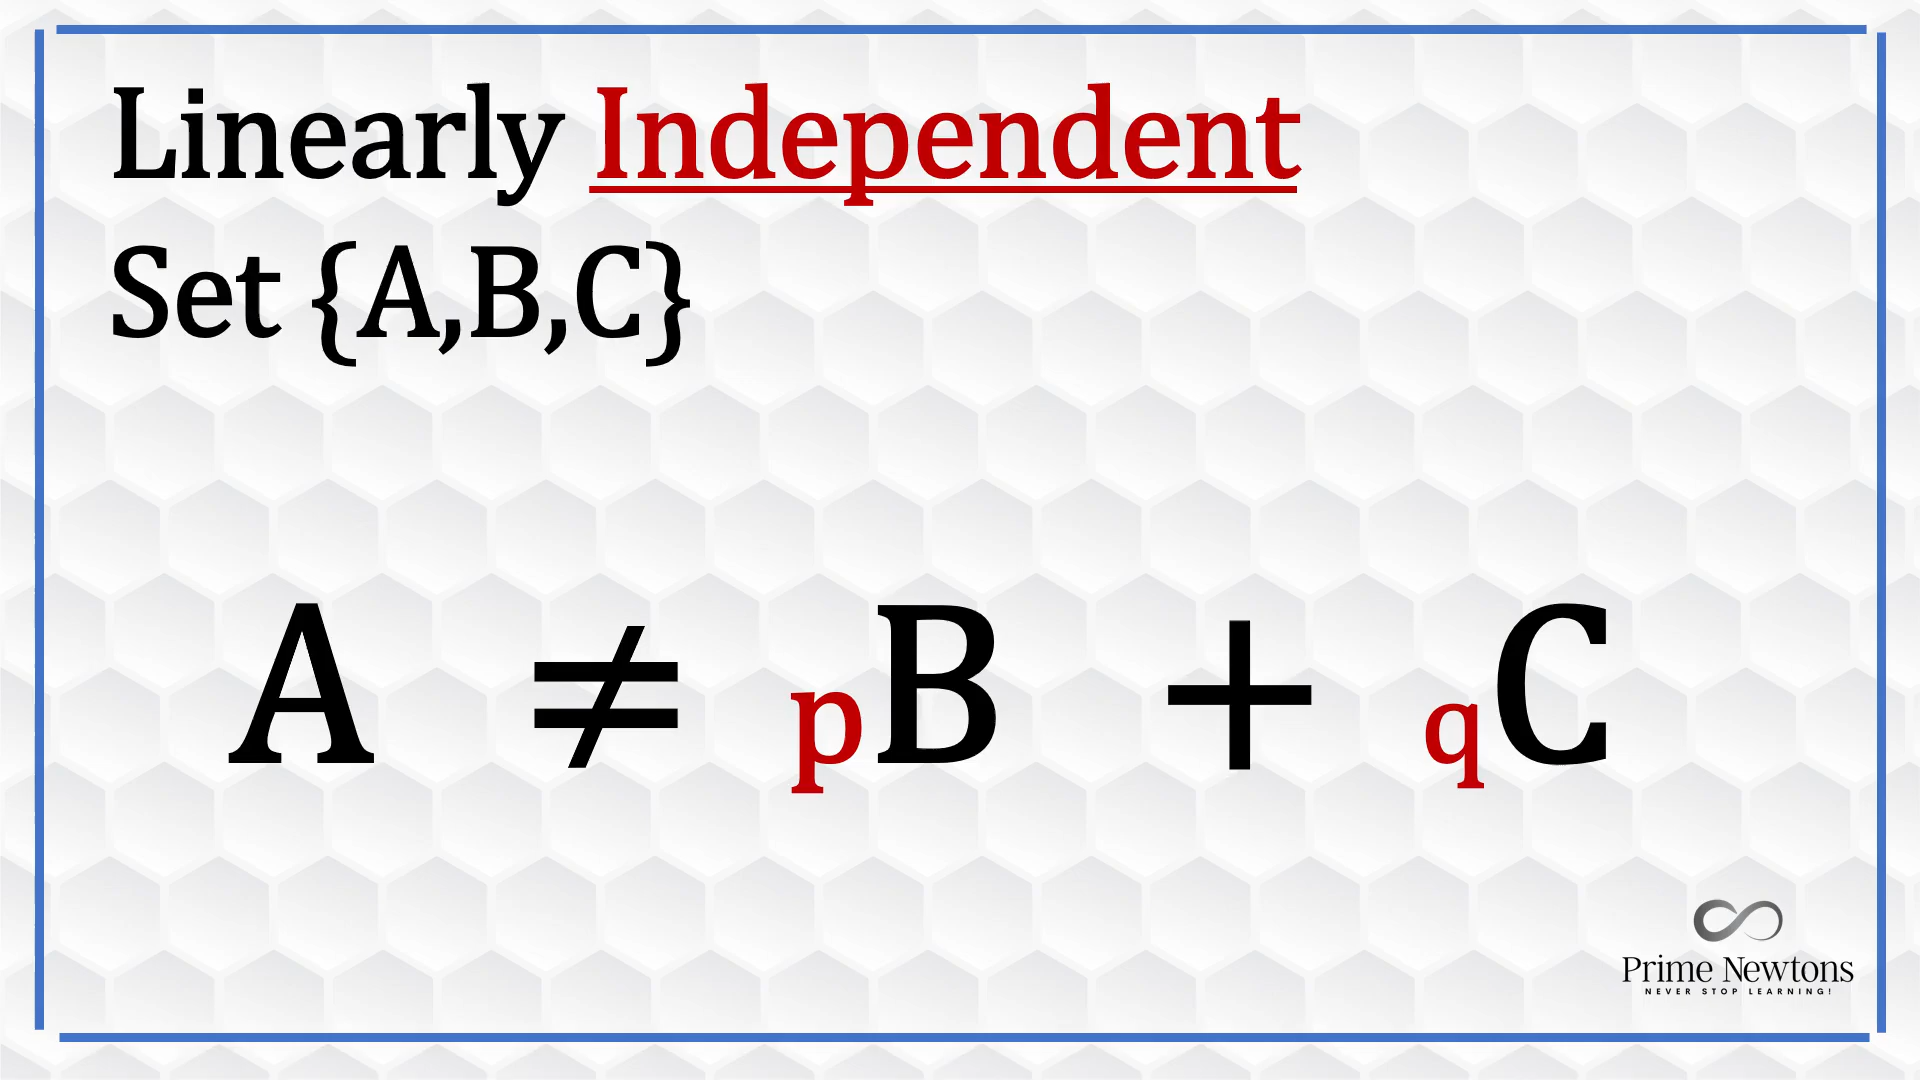 Linearly Independent
Set {A,B,C}
A ≠ pB + qC
Prime Newtons
NEVER STOP LEARNING!